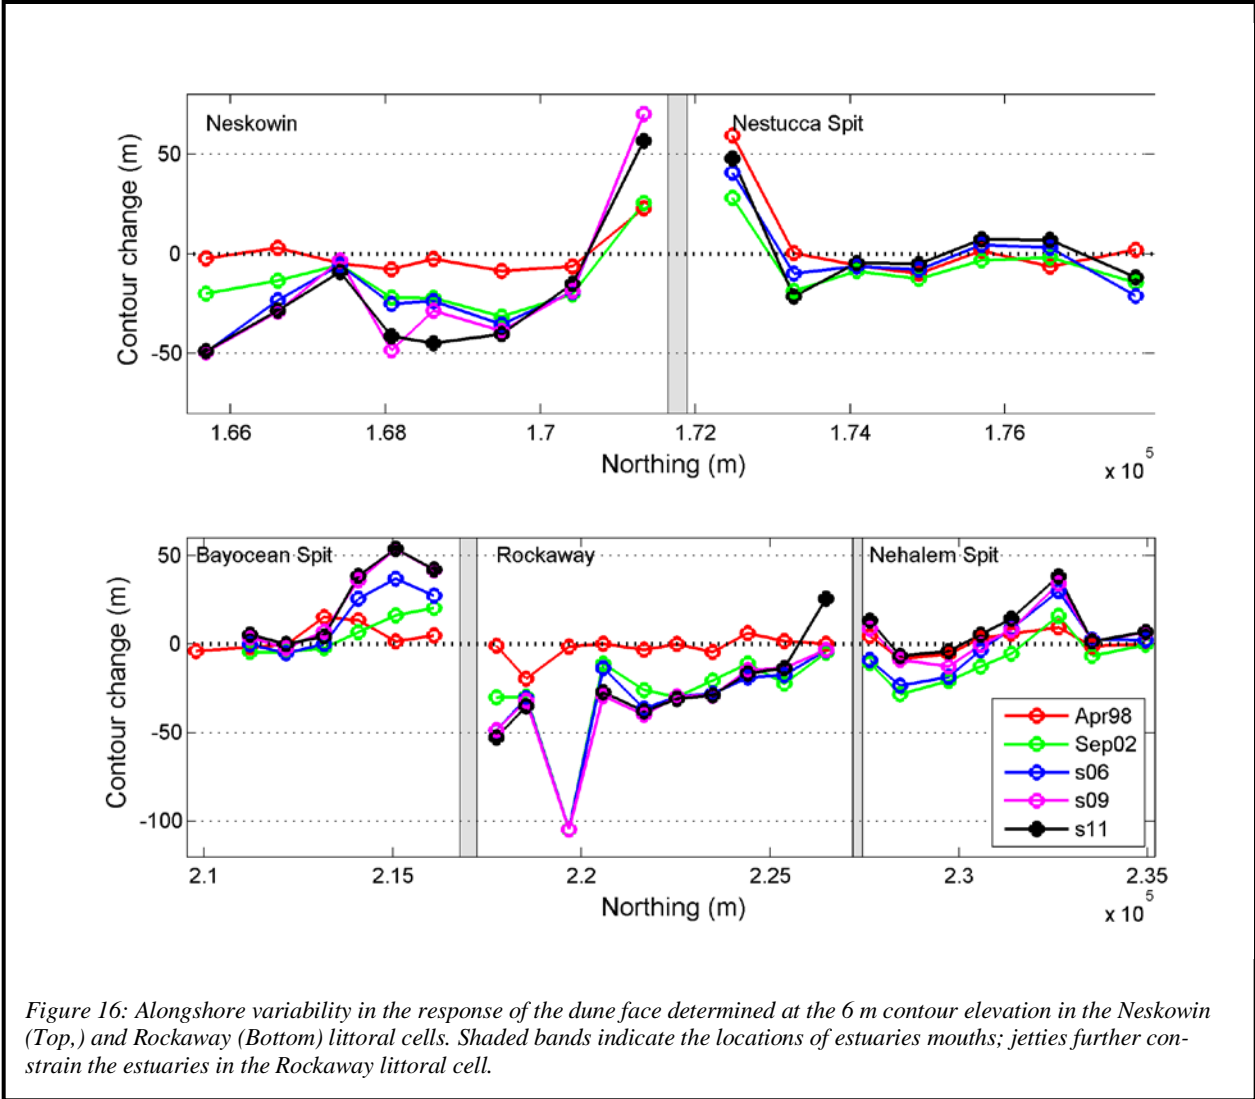 Neskowin
Nestucca Spit
Contour change (m)
50
0
-50
1.66
1.68
1.7
1.72
1.74
1.76
Northing (m)
x 10
5
Bayocean Spit
Rockaway
Nehalem Spit
Contour change (m)
50
0
-50
-100
Apr98
Sep02
s06
s09
s11
2.1
2.15
2.2
2.25
2.3
2.35
Northing (m)
x 10
5
Figure 16: Alongshore variability in the response of the dune face determined at the 6 m contour elevation in the Neskowin
(Top,) and Rockaway (Bottom) littoral cells. Shaded bands indicate the locations of estuaries mouths; jetties further con-
strain the estuaries in the Rockaway littoral cell.